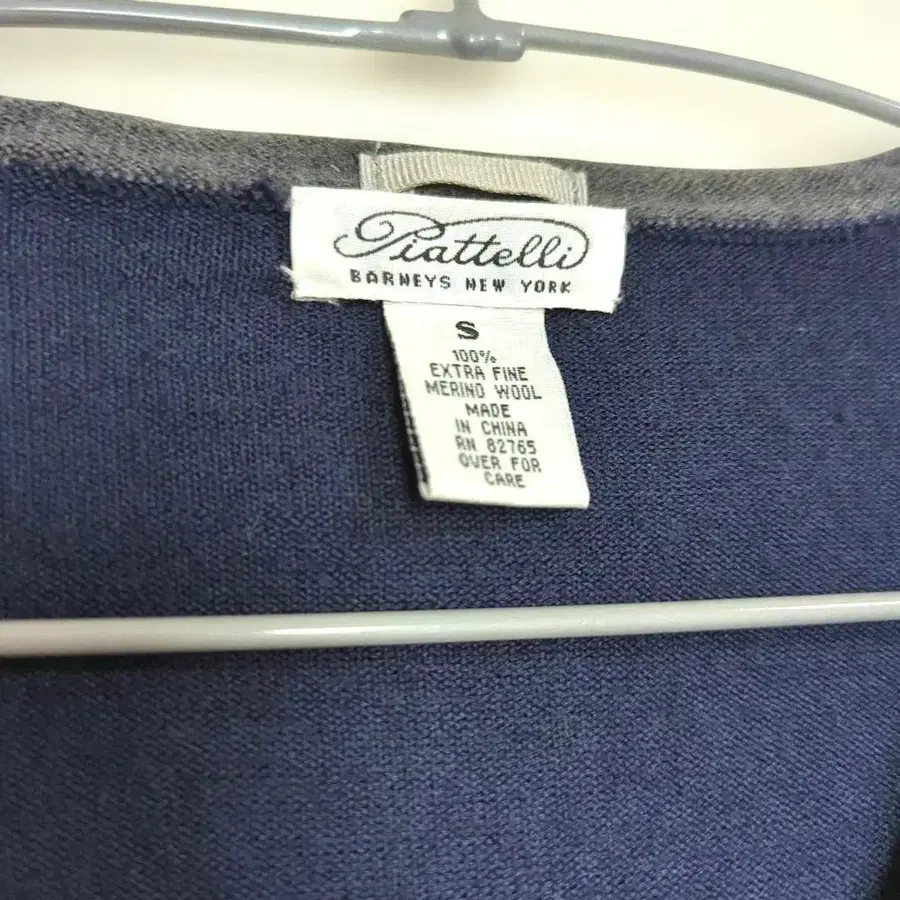 Piattelli
BARNEYS NEW YORK
S
100%
EXTRA FINE
MERINO WOOL
MADE
IN CHINA
RN 82765
OVER FOR
CARE